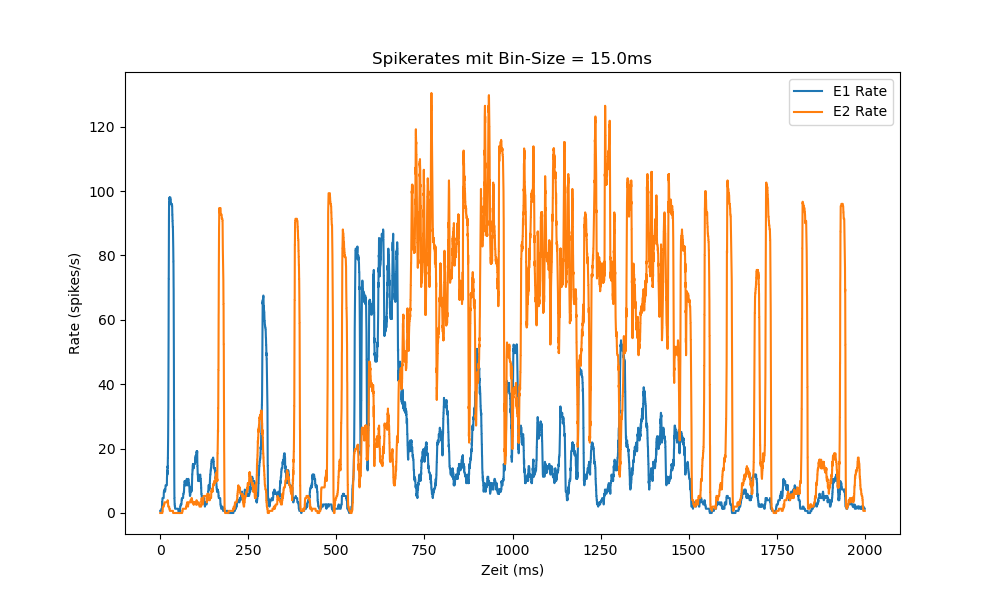 Spikerates mit Bin-Size = 15.0ms
E1 Rate
E2 Rate
Rate (spikes/s)
120
100
80
60
40
20
0
0 250 500 750 1000 1250 1500 1750 2000
Zeit (ms)